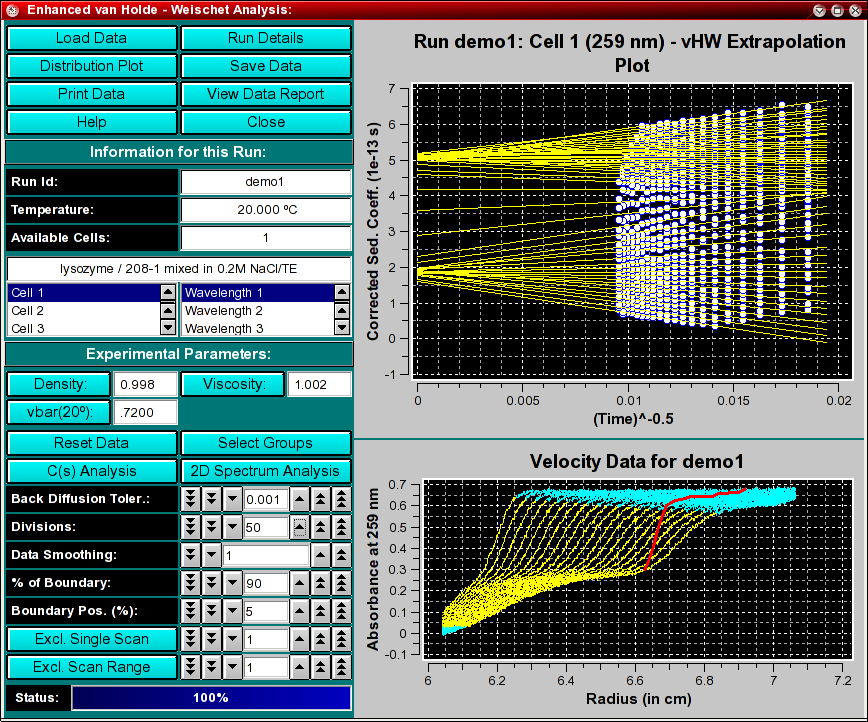 Enhanced van Holde - Weischet Analysis:
Load Data
Run Details
Distribution Plot
Save Data
Print Data
View Data Report
Help
Close
Information for this Run:
Run Id:
demo1
Temperature:
20.000 ºC
Available Cells:
1
lysozyme / 208-1 mixed in 0.2M NaCl/TE
Cell 1
Cell 2
Cell 3
Wavelength 1
Wavelength 2
Wavelength 3
Experimental Parameters:
Density:
0.998
Viscosity:
1.002
vbar(20º):
.7200
Reset Data
Select Groups
C(s) Analysis
2D Spectrum Analysis
Back Diffusion Toler.:
0.001
Divisions:
50
Data Smoothing:
1
% of Boundary:
90
Boundary Pos. (%):
5
Excl. Single Scan
1
Excl. Scan Range
1
Status:
100%
Run demo1: Cell 1 (259 nm) - vHW Extrapolation
Plot
Corrected Sed. Coeff. (1e-13 s)
7
6
5
4
3
2
1
0
-1
0
0.005
0.01
0.015
0.02
(Time)^-0.5
Velocity Data for demo1
Absorbance at 259 nm
0.7
0.6
0.5
0.4
0.3
0.2
0.1
0
-0.1
6
6.2
6.4
6.6
6.8
7
7.2
Radius (in cm)